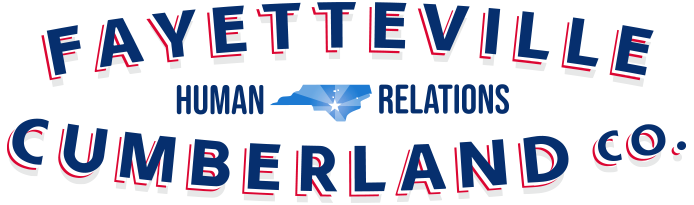 FAYETTEVILLE
HUMAN RELATIONS
CUMBERLAND CO.